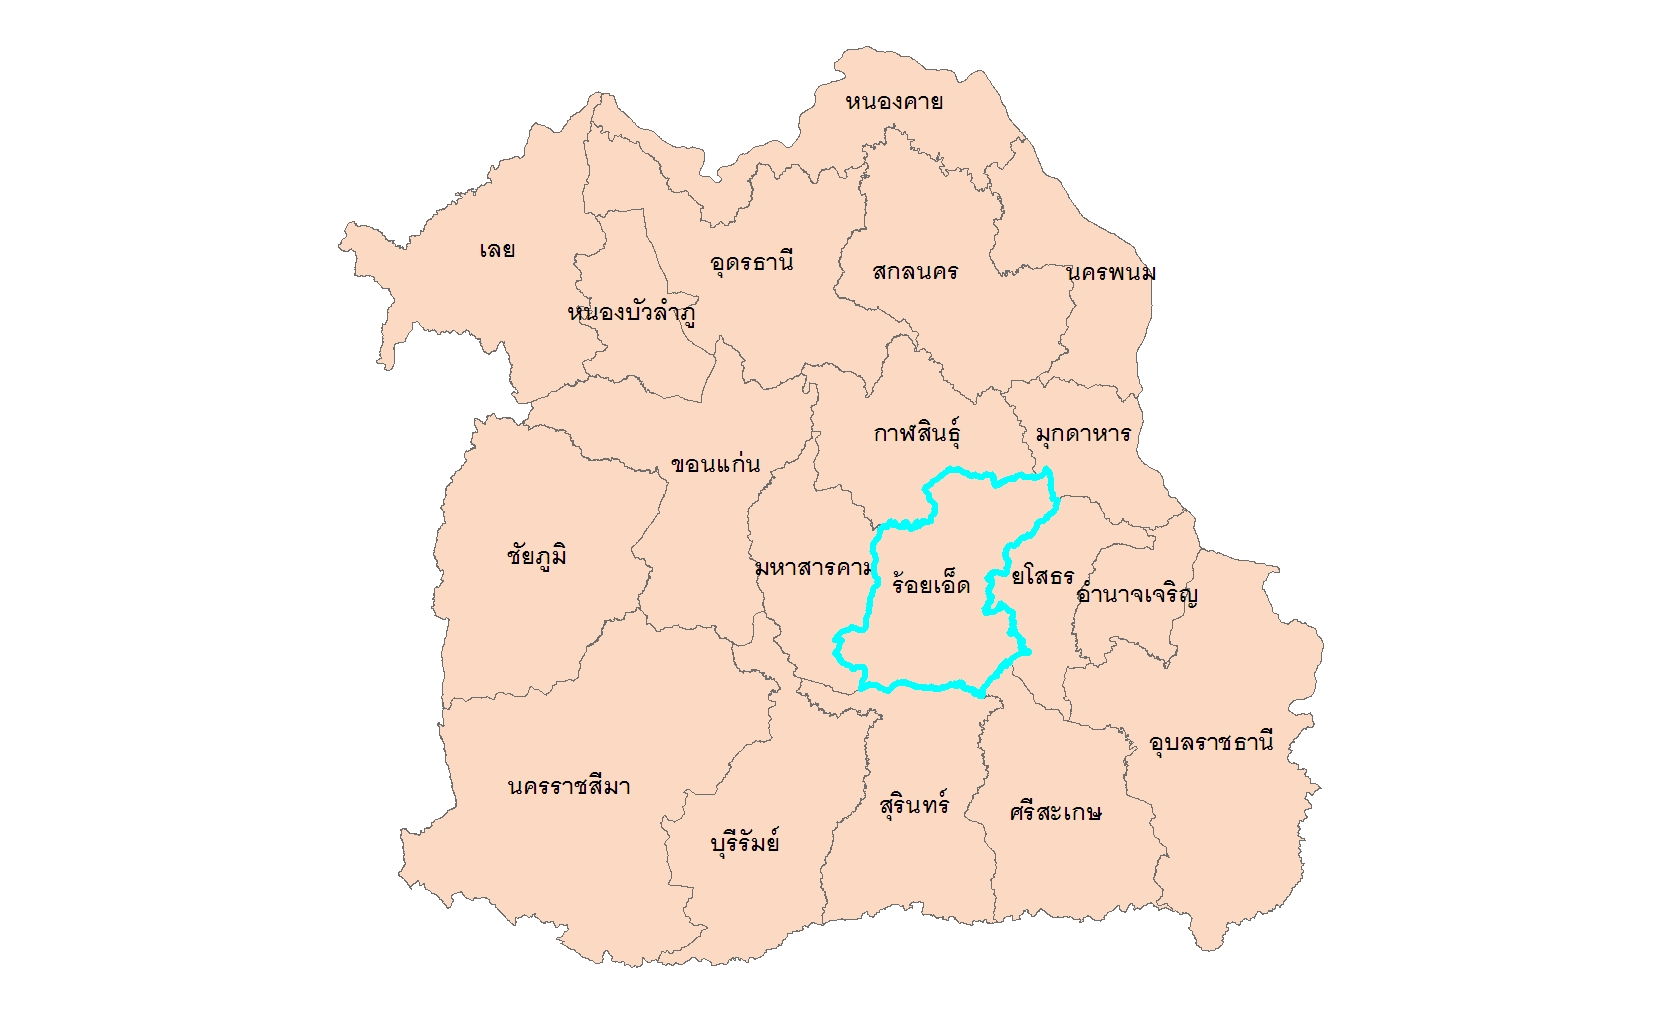 หนองคาย
เลย
อุดรธานี
สกลนคร
นครพนม
หนองบัวลำภู
กาฬสินธุ์
มุกดาหาร
ขอนแก่น
ชัยภูมิ
มหาสารคาม
ร้อยเอ็ด
ยโสธร
อำนาจเจริญ
อุบลราชธานี
นครราชสีมา
สุรินทร์
ศรีสะเกษ
บุรีรัมย์